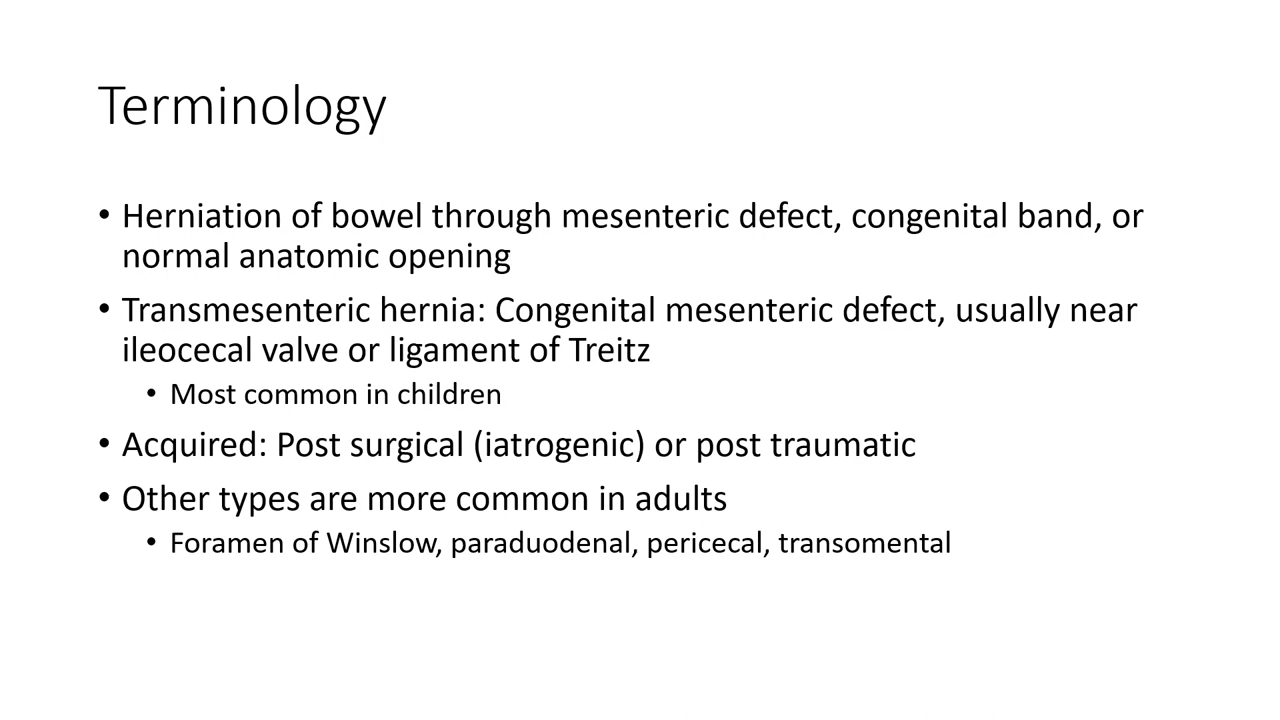 Terminology
• Herniation of bowel through mesenteric defect, congenital band, or
normal anatomic opening
• Transmesenteric hernia: Congenital mesenteric defect, usually near
ileocecal valve or ligament of Treitz
• Most common in children
• Acquired: Post surgical (iatrogenic) or post traumatic
• Other types are more common in adults
• Foramen of Winslow, paraduodenal, pericecal, transomental